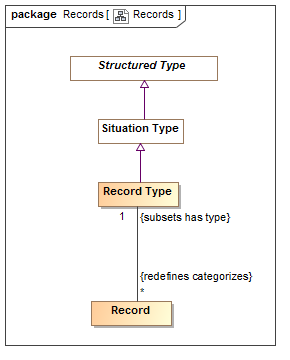 package Records [ Records ]
Structured Type
Situation Type
Record Type
1 {subsets has type}
{redefines categorizes}
*
Record